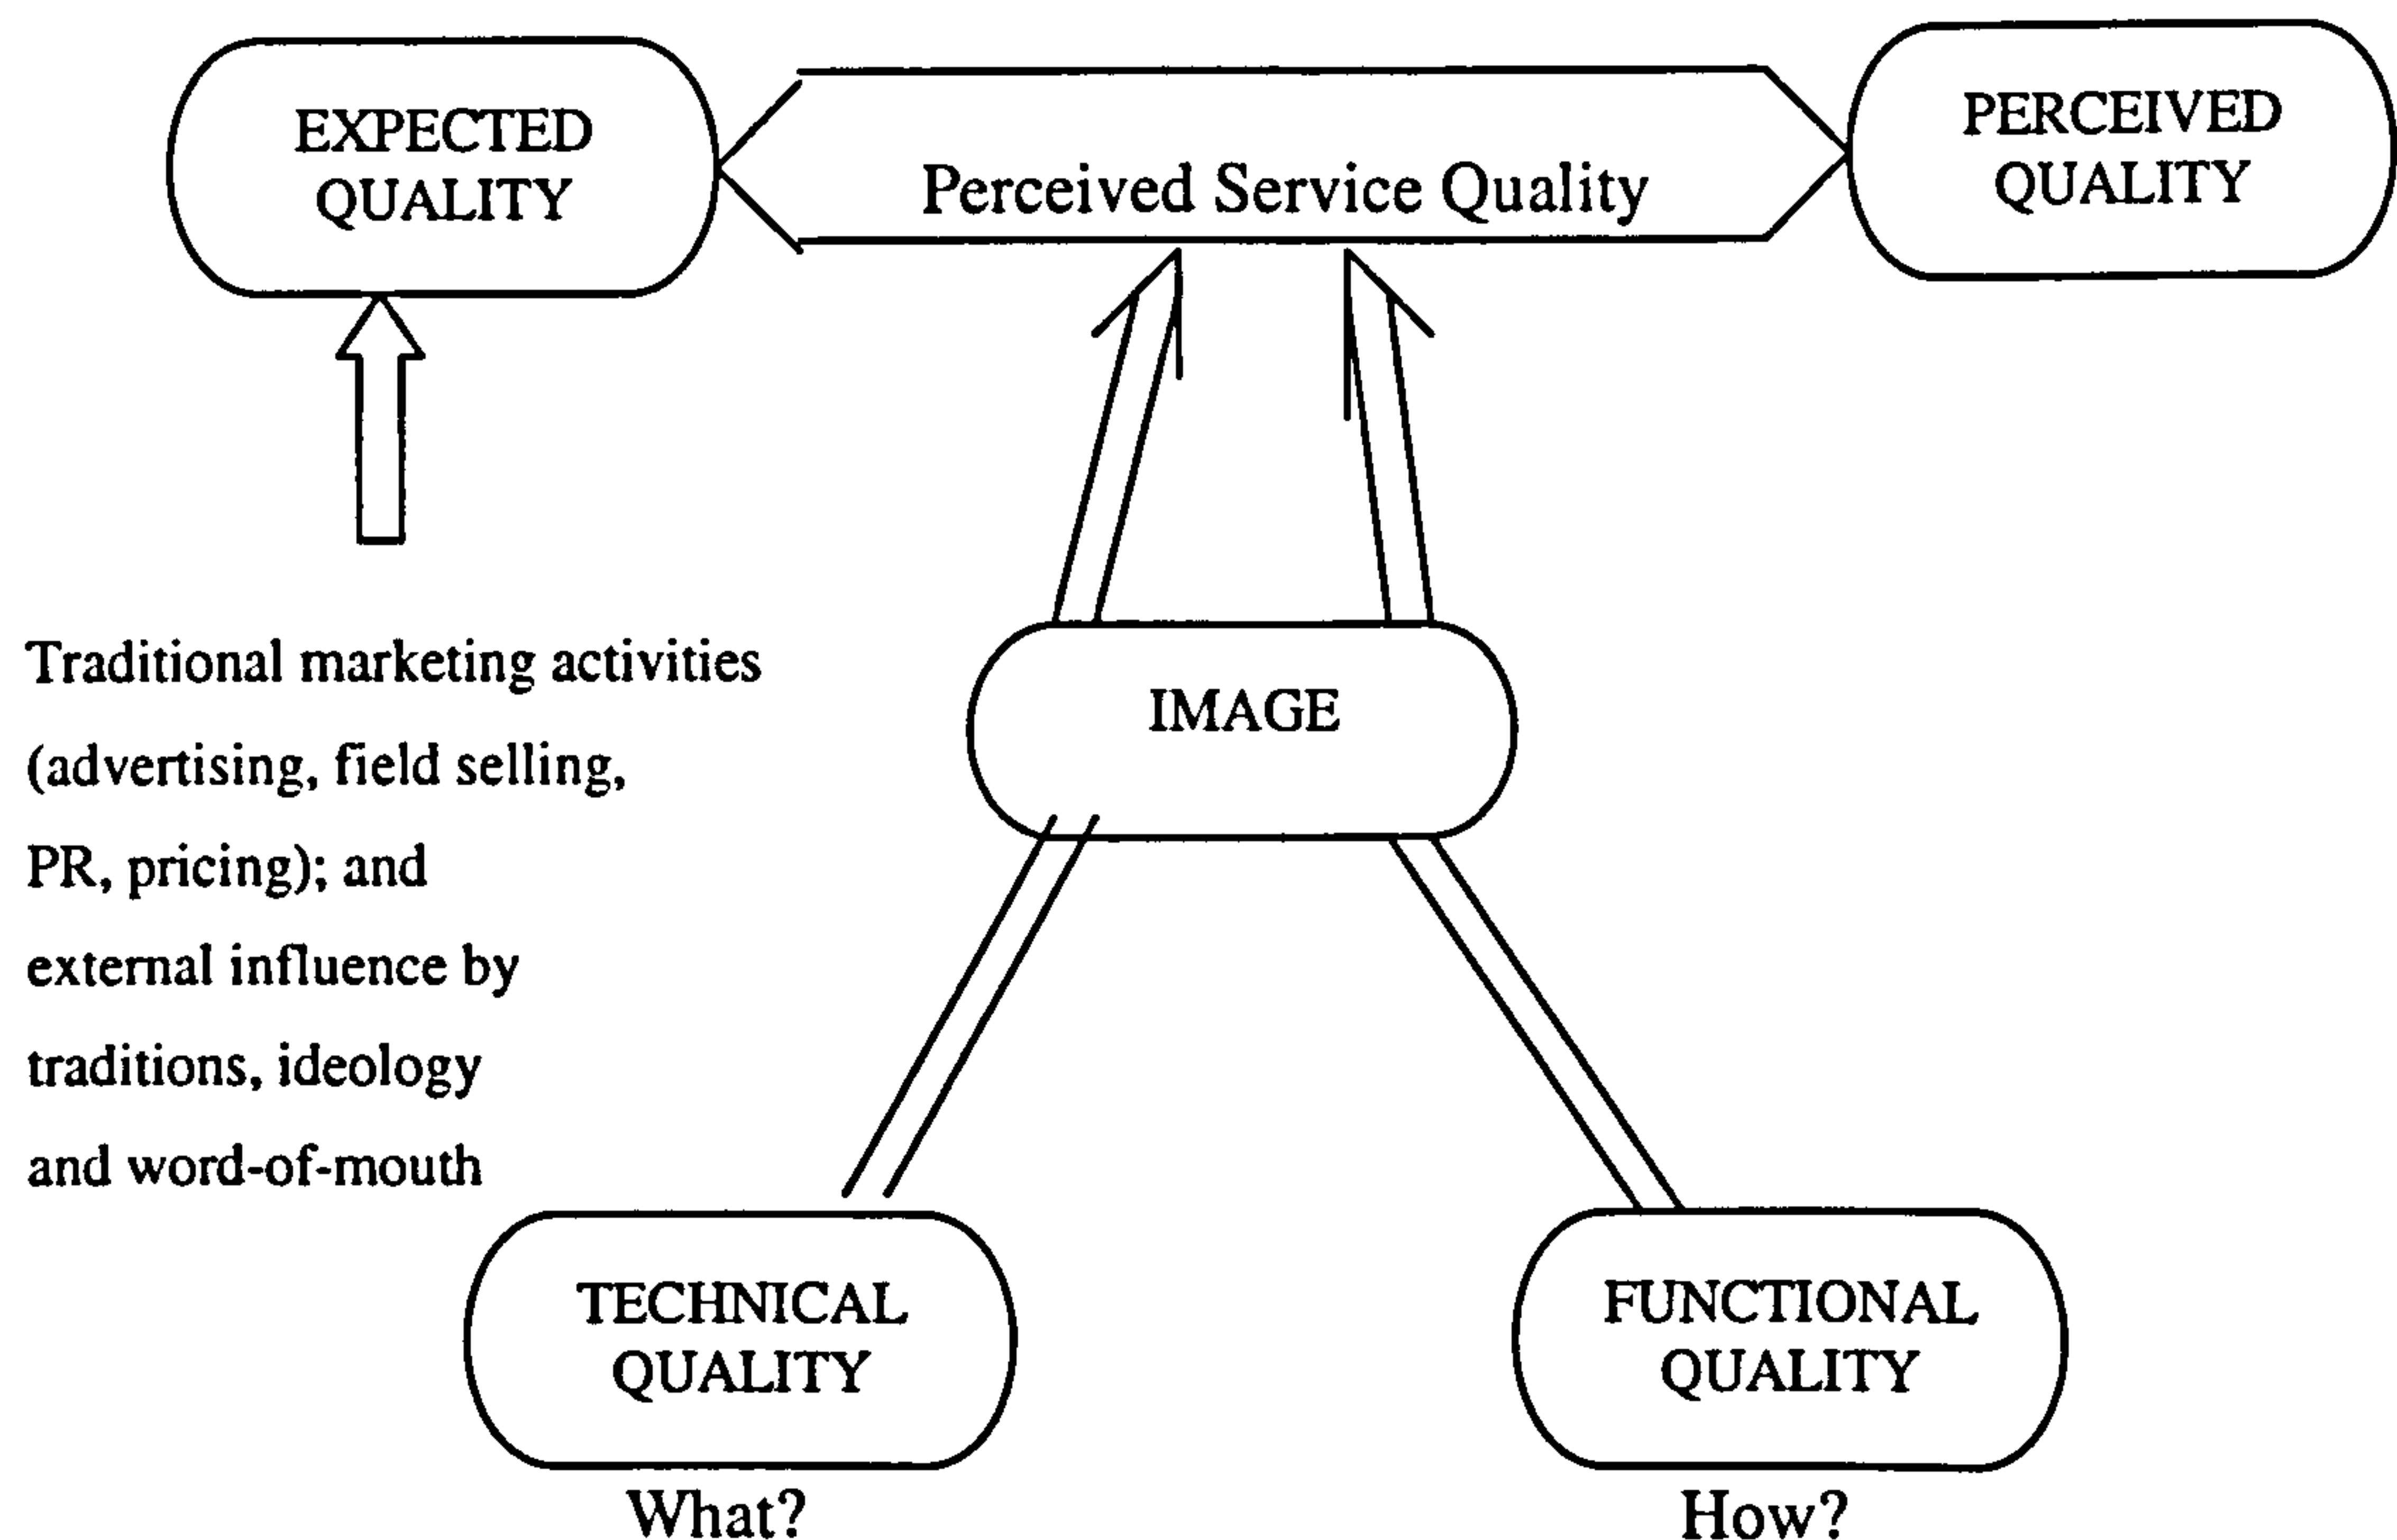 EXPECTED
QUALITY
Perceived Service Quality
PERCEIVED
QUALITY
Traditional marketing activities
(advertising, field selling,
PR, pricing); and
external influence by
traditions, ideology
and word-of-mouth
IMAGE
TECHNICAL
QUALITY
What?
FUNCTIONAL
QUALITY
How?